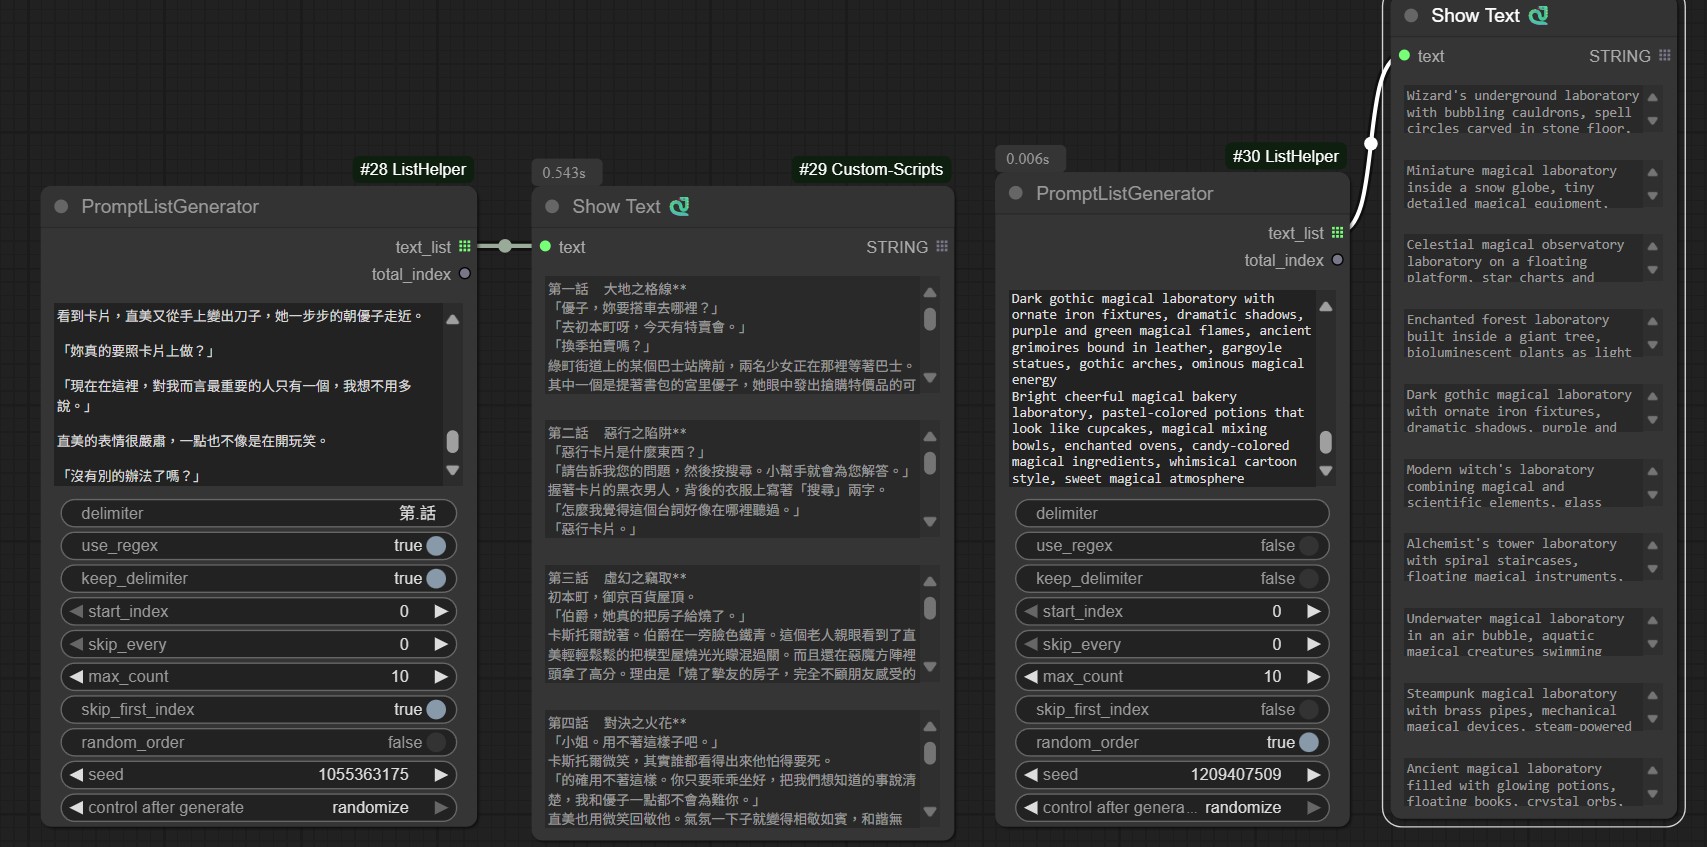 #28 ListHelper
PromptListGenerator
text_list
total_index
看到卡片，直美又從手上變出刀子，她一步步的朝優子走近。
「妳真的要照卡片上做？」
「現在在這裡，對我而言最重要的人只有一個，我想不用多
說。」
直美的表情很嚴肅，一點也不像是在開玩笑。
「沒有別的辦法了嗎？」
delimiter 第.話
use_regex true
keep_delimiter true
start_index 0
skip_every 0
max_count 10
skip_first_index true
random_order false
seed 1055363175
control after generate randomize
0.543s
#29 Custom-Scripts
Show Text
text STRING
第一話　大地之格線**
「優子，妳要搭車去哪裡？」
「去初本町呀，今天有特賣會。」
「換季拍賣嗎？」
綠町街道上的某個巴士站牌前，兩名少女正在那裡等著巴士。
其中一個是提著書包的宮里優子，她眼中發出搶購特價品的可
第二話　惡行之陷阱**
「惡行卡片是什麼東西？」
「請告訴我您的問題，然後按搜尋。小幫手就會為您解答。」
握著卡片的黑衣男人，背後的衣服上寫著「搜尋」兩字。
「怎麼我覺得這個台詞好像在哪裡聽過。」
「惡行卡片。」
第三話　虛幻之竊取**
初本町，御京百貨屋頂。
「伯爵，她真的把房子給燒了。」
卡斯托爾說著。伯爵在一旁臉色鐵青。這個老人親眼看到了直
美輕輕鬆鬆的把模型屋燒光光矇混過關。而且還在惡魔方陣裡
頭拿了高分。理由是「燒了摯友的房子，完全不顧朋友感受的
第四話　對決之火花**
「小姐。用不著這樣子吧。」
卡斯托爾微笑，其實誰都看得出來他怕得要死。
「的確用不著這樣。你只要乖乖坐好，把我們想知道的事說清
楚，我和優子一點都不會為難你。」
直美也用微笑回敬他。氣氛一下子就變得相敬如賓，和諧無
0.006s
#30 ListHelper
PromptListGenerator
text_list
total_index
Dark gothic magical laboratory with
ornate iron fixtures, dramatic shadows,
purple and green magical flames, ancient
grimoires bound in leather, gargoyle
statues, gothic arches, ominous magical
energy
Bright cheerful magical bakery
laboratory, pastel-colored potions that
look like cupcakes, magical mixing
bowls, enchanted ovens, candy-colored
magical ingredients, whimsical cartoon
style, sweet magical atmosphere
delimiter
use_regex false
keep_delimiter false
start_index 0
skip_every 0
max_count 10
skip_first_index false
random_order true
seed 1209407509
control after genera... randomize
Show Text
text STRING
Wizard's underground laboratory
with bubbling cauldrons, spell
circles carved in stone floor,
Miniature magical laboratory
inside a snow globe, tiny
detailed magical equipment,
Celestial magical observatory
laboratory on a floating
platform, star charts and
Enchanted forest laboratory
built inside a giant tree,
bioluminescent plants as light
Dark gothic magical laboratory
with ornate iron fixtures,
dramatic shadows, purple and
Modern witch's laboratory
combining magical and
scientific elements, glass
Alchemist's tower laboratory
with spiral staircases,
floating magical instruments,
Underwater magical laboratory
in an air bubble, aquatic
magical creatures swimming
Steampunk magical laboratory
with brass pipes, mechanical
magical devices, steam-powered
Ancient magical laboratory
filled with glowing potions,
floating books, crystal orbs,